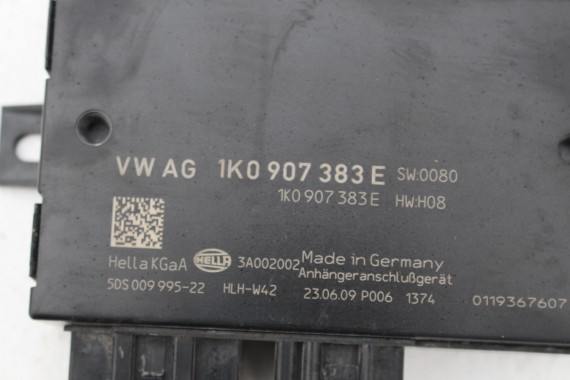 VW AG 1K0 907 383 E SW:0080
1K0 907 383 E HW:H08
Hella KGaA HELLA 3A002002 Made in Germany
Anhängeranschlußgerät
5DS 009 995-22 HLH-W42 23.06.09 P006 1374 0119367607